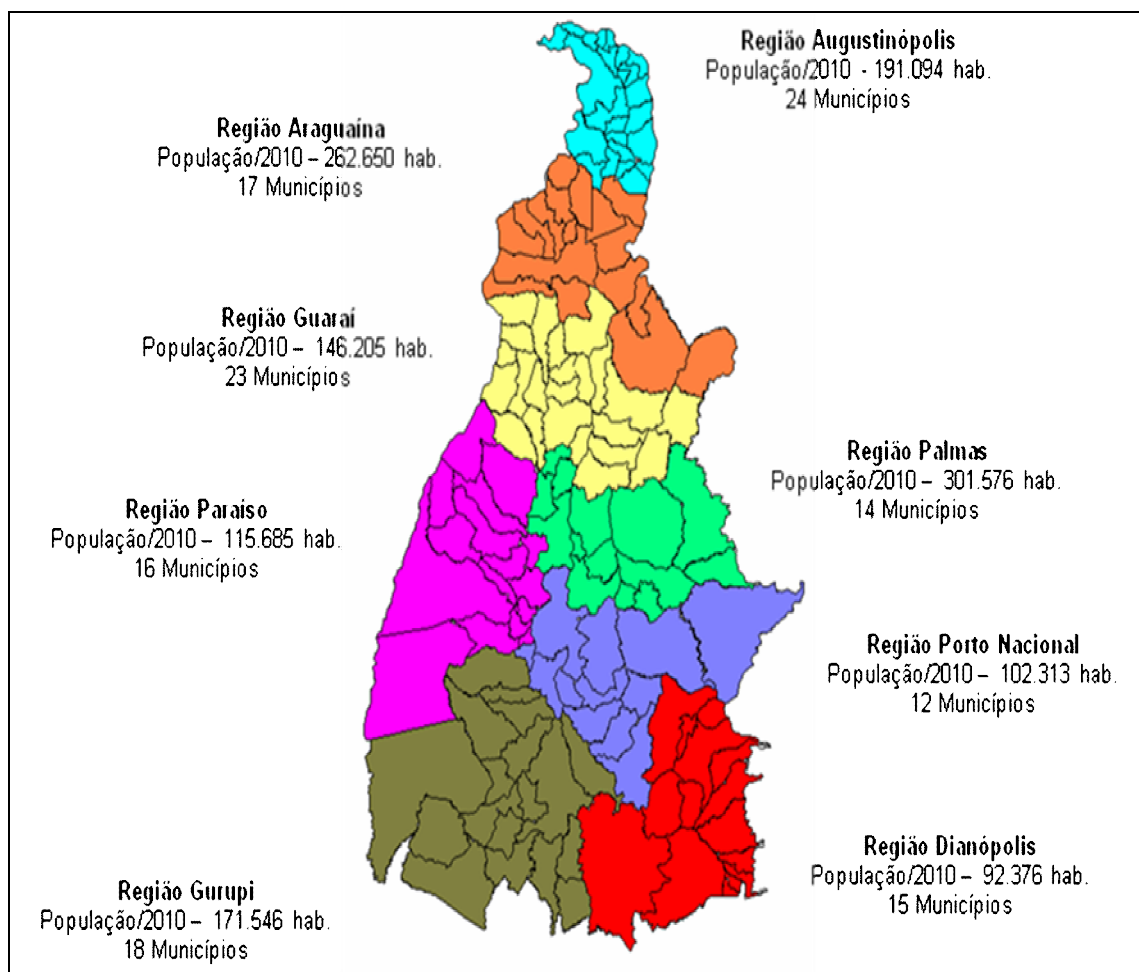 Região Augustinópolis
População/2010 - 191.094 hab.
24 Municípios
Região Araguaína
População/2010 – 262.650 hab.
17 Municípios
Região Guaraí
População/2010 – 146.205 hab.
23 Municípios
Região Palmas
População/2010 – 301.576 hab.
14 Municípios
Região Paraíso
População/2010 – 115.685 hab.
16 Municípios
Região Porto Nacional
População/2010 – 102.313 hab.
12 Municípios
Região Dianópolis
População/2010 – 92.376 hab.
15 Municípios
Região Gurupi
População/2010 – 171.546 hab.
18 Municípios